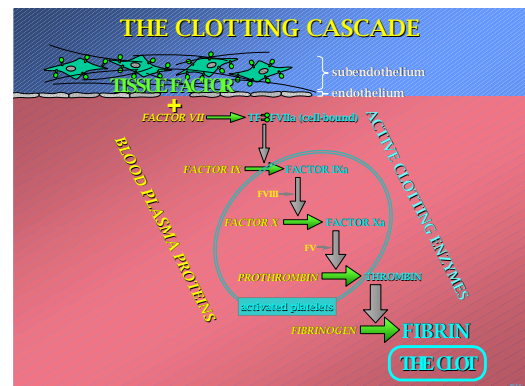 THE CLOTTING CASCADE
subendothelium
endothelium
TISSUE FACTOR
+
FACTOR VII
TF FVIIa (cell-bound)
FACTOR IX
FACTOR IXa
FVIII
FACTOR X
FACTOR Xa
FV
PROTHROMBIN
THROMBIN
activated platelets
FIBRINOGEN
FIBRIN
THE CLOT
BLOOD PLASMA PROTEINS
ACTIVE CLOTTING ENZYMES